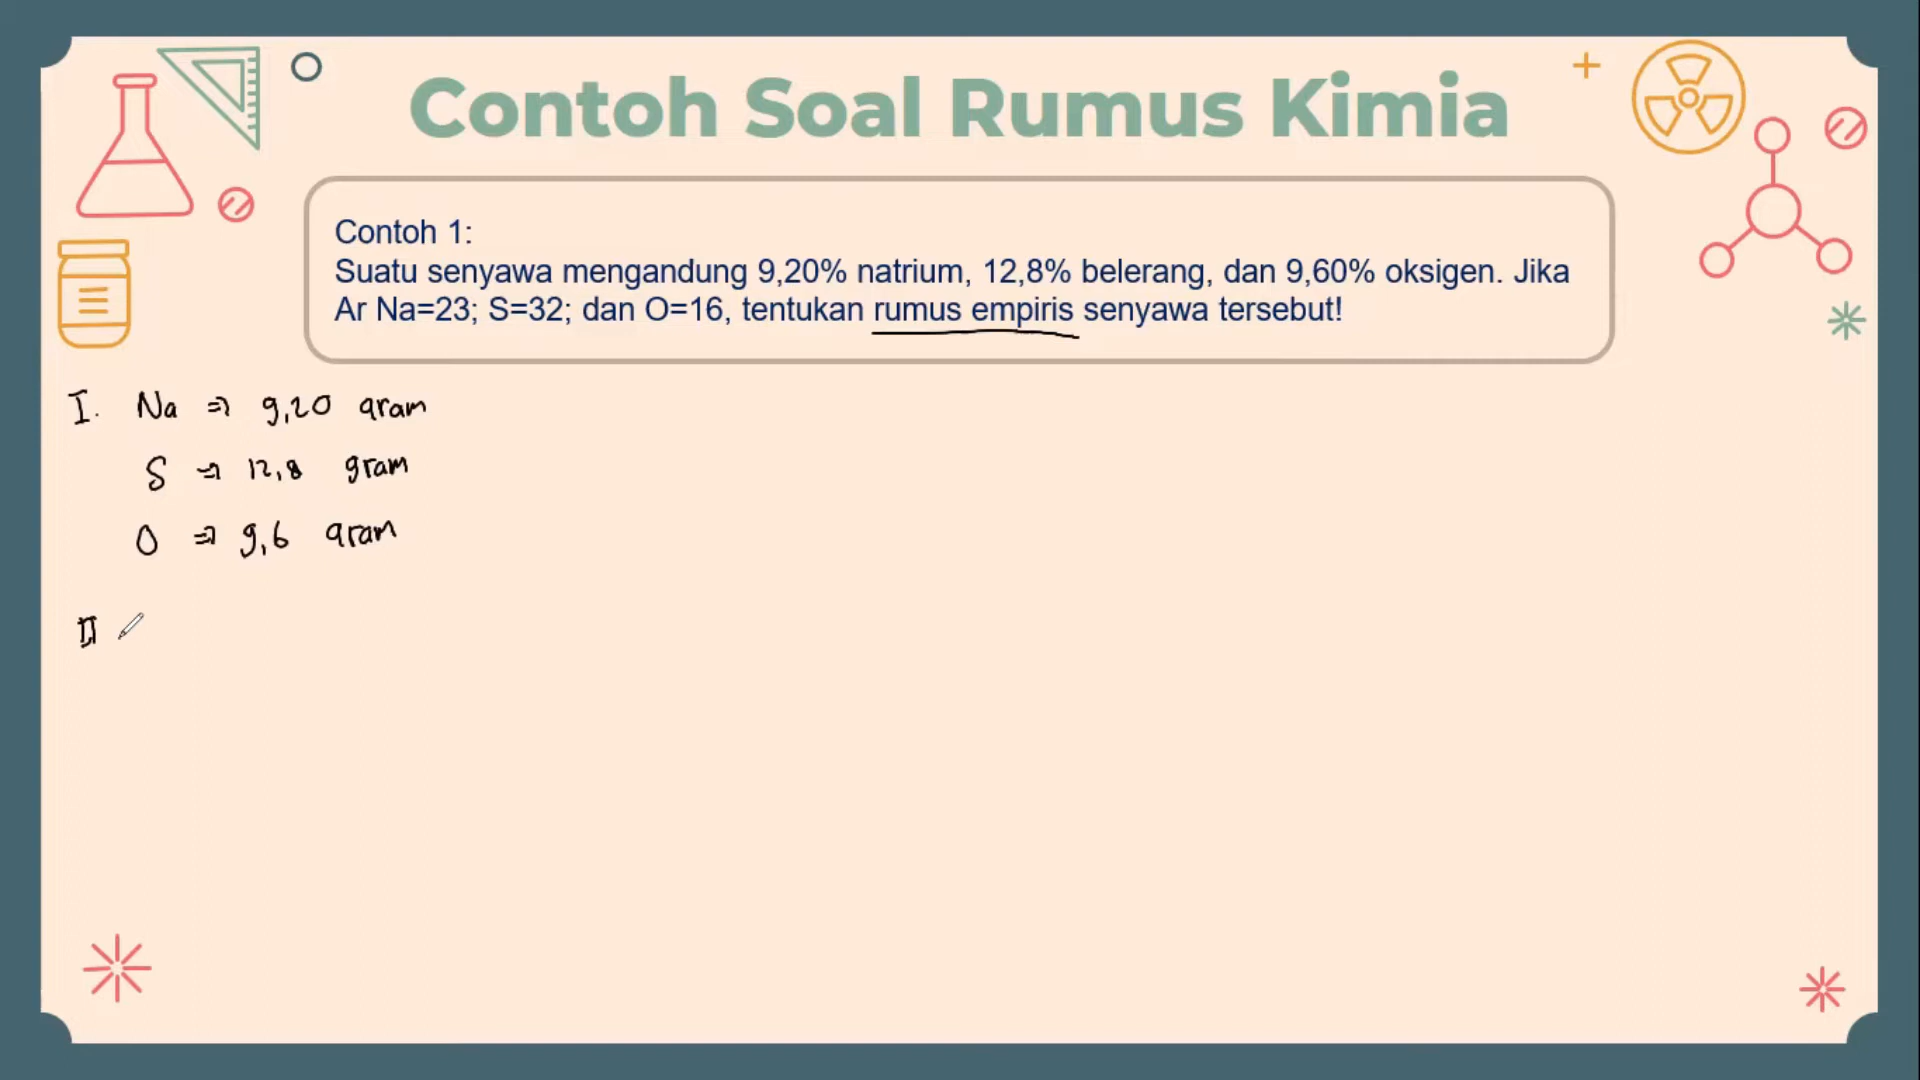 Contoh Soal Rumus Kimia
Contoh 1:
Suatu senyawa mengandung 9,20% natrium, 12,8% belerang, dan 9,60% oksigen. Jika
Ar Na=23; S=32; dan O=16, tentukan rumus empiris senyawa tersebut!
I. Na ⇒ 9,20 gram
S ⇒ 12,8 gram
O ⇒ 9,6 gram
II